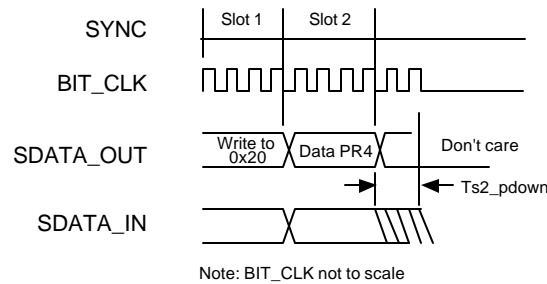 Slot 1 Slot 2
SYNC
BIT_CLK
SDATA_OUT
Write to
0x20
Data PR4
Don't care
Ts2_pdown
SDATA_IN
Note: BIT_CLK not to scale